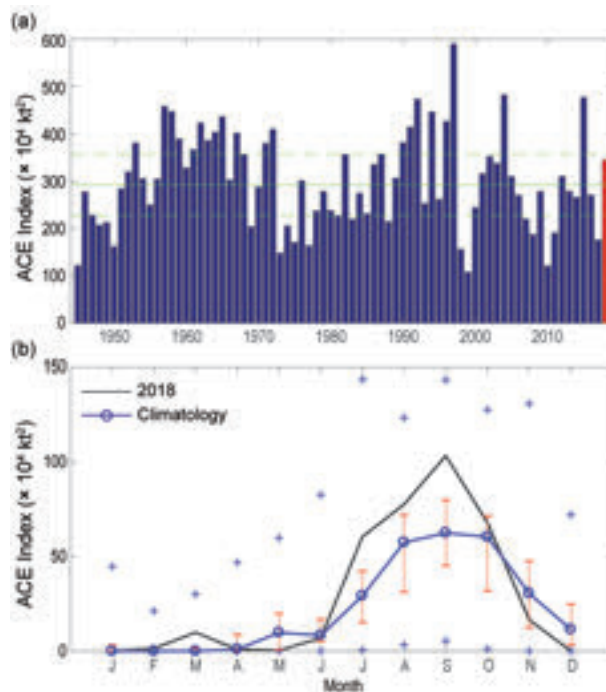 (a)
600
500
400
300
200
100
0
ACE Index (× 10⁴ kt²)
1950 1960 1970 1980 1990 2000 2010
(b)
150
100
50
0
ACE Index (× 10⁴ kt²)
2018
Climatology
J F M A M J J A S O N D
Month